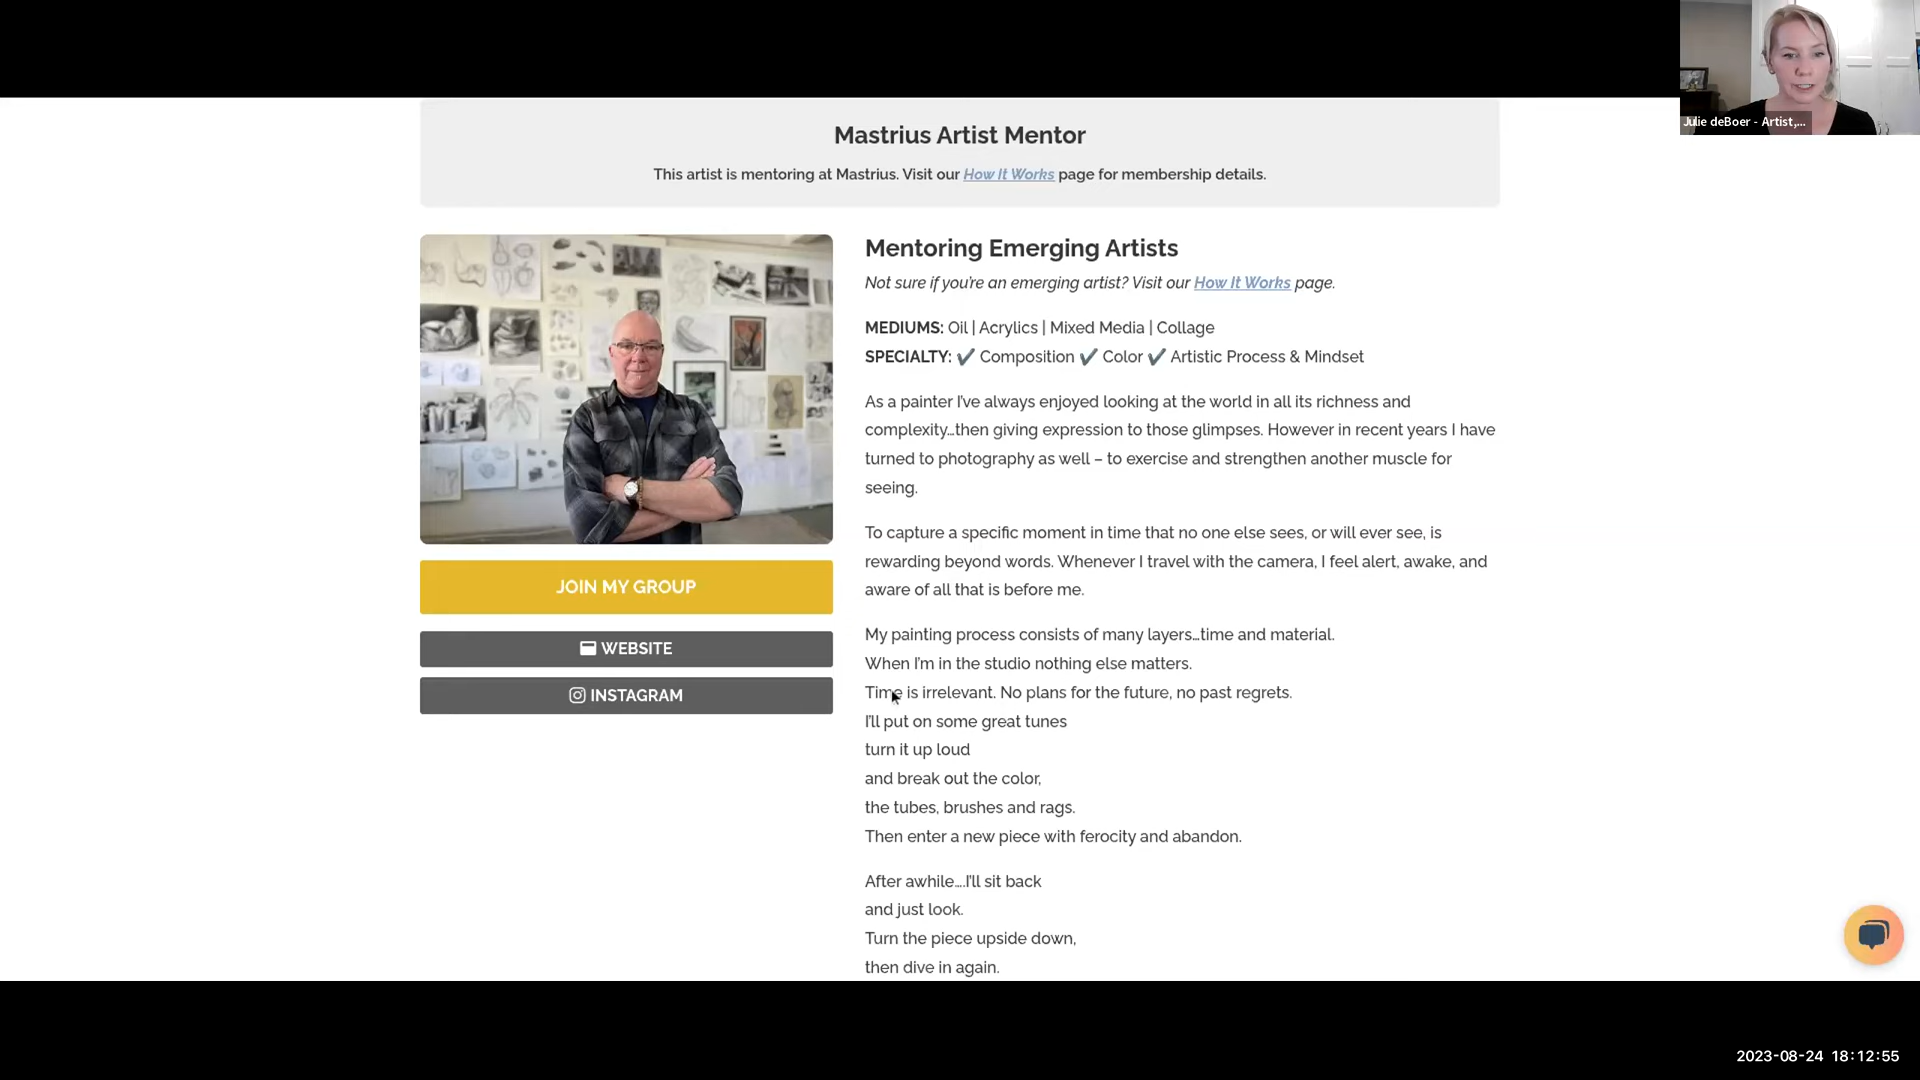 Julie deBoer - Artist,...
Mastrius Artist Mentor
This artist is mentoring at Mastrius. Visit our How It Works page for membership details.
Mentoring Emerging Artists
Not sure if you're an emerging artist? Visit our How It Works page.
MEDIUMS: Oil | Acrylics | Mixed Media | Collage
SPECIALTY: ✔ Composition ✔ Color ✔ Artistic Process & Mindset
As a painter I've always enjoyed looking at the world in all its richness and
complexity…then giving expression to those glimpses. However in recent years I have
turned to photography as well – to exercise and strengthen another muscle for
seeing.
To capture a specific moment in time that no one else sees, or will ever see, is
rewarding beyond words. Whenever I travel with the camera, I feel alert, awake, and
aware of all that is before me.
My painting process consists of many layers…time and material.
When I'm in the studio nothing else matters.
Time is irrelevant. No plans for the future, no past regrets.
I'll put on some great tunes
turn it up loud
and break out the color,
the tubes, brushes and rags.
Then enter a new piece with ferocity and abandon.
After awhile….I'll sit back
and just look.
Turn the piece upside down,
then dive in again.
JOIN MY GROUP
WEBSITE
INSTAGRAM
2023-08-24 18:12:55